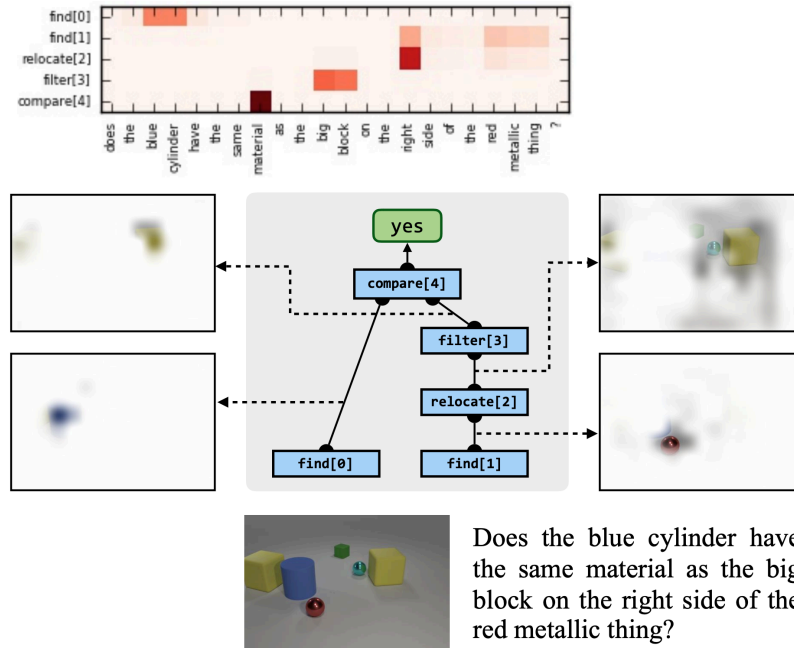 find[0]
find[1]
relocate[2]
filter[3]
compare[4]
does the blue cylinder have the same material as the big block on the right side of the red metallic thing ?
yes
compare[4]
filter[3]
relocate[2]
find[0] find[1]
Does the blue cylinder have
the same material as the big
block on the right side of the
red metallic thing?